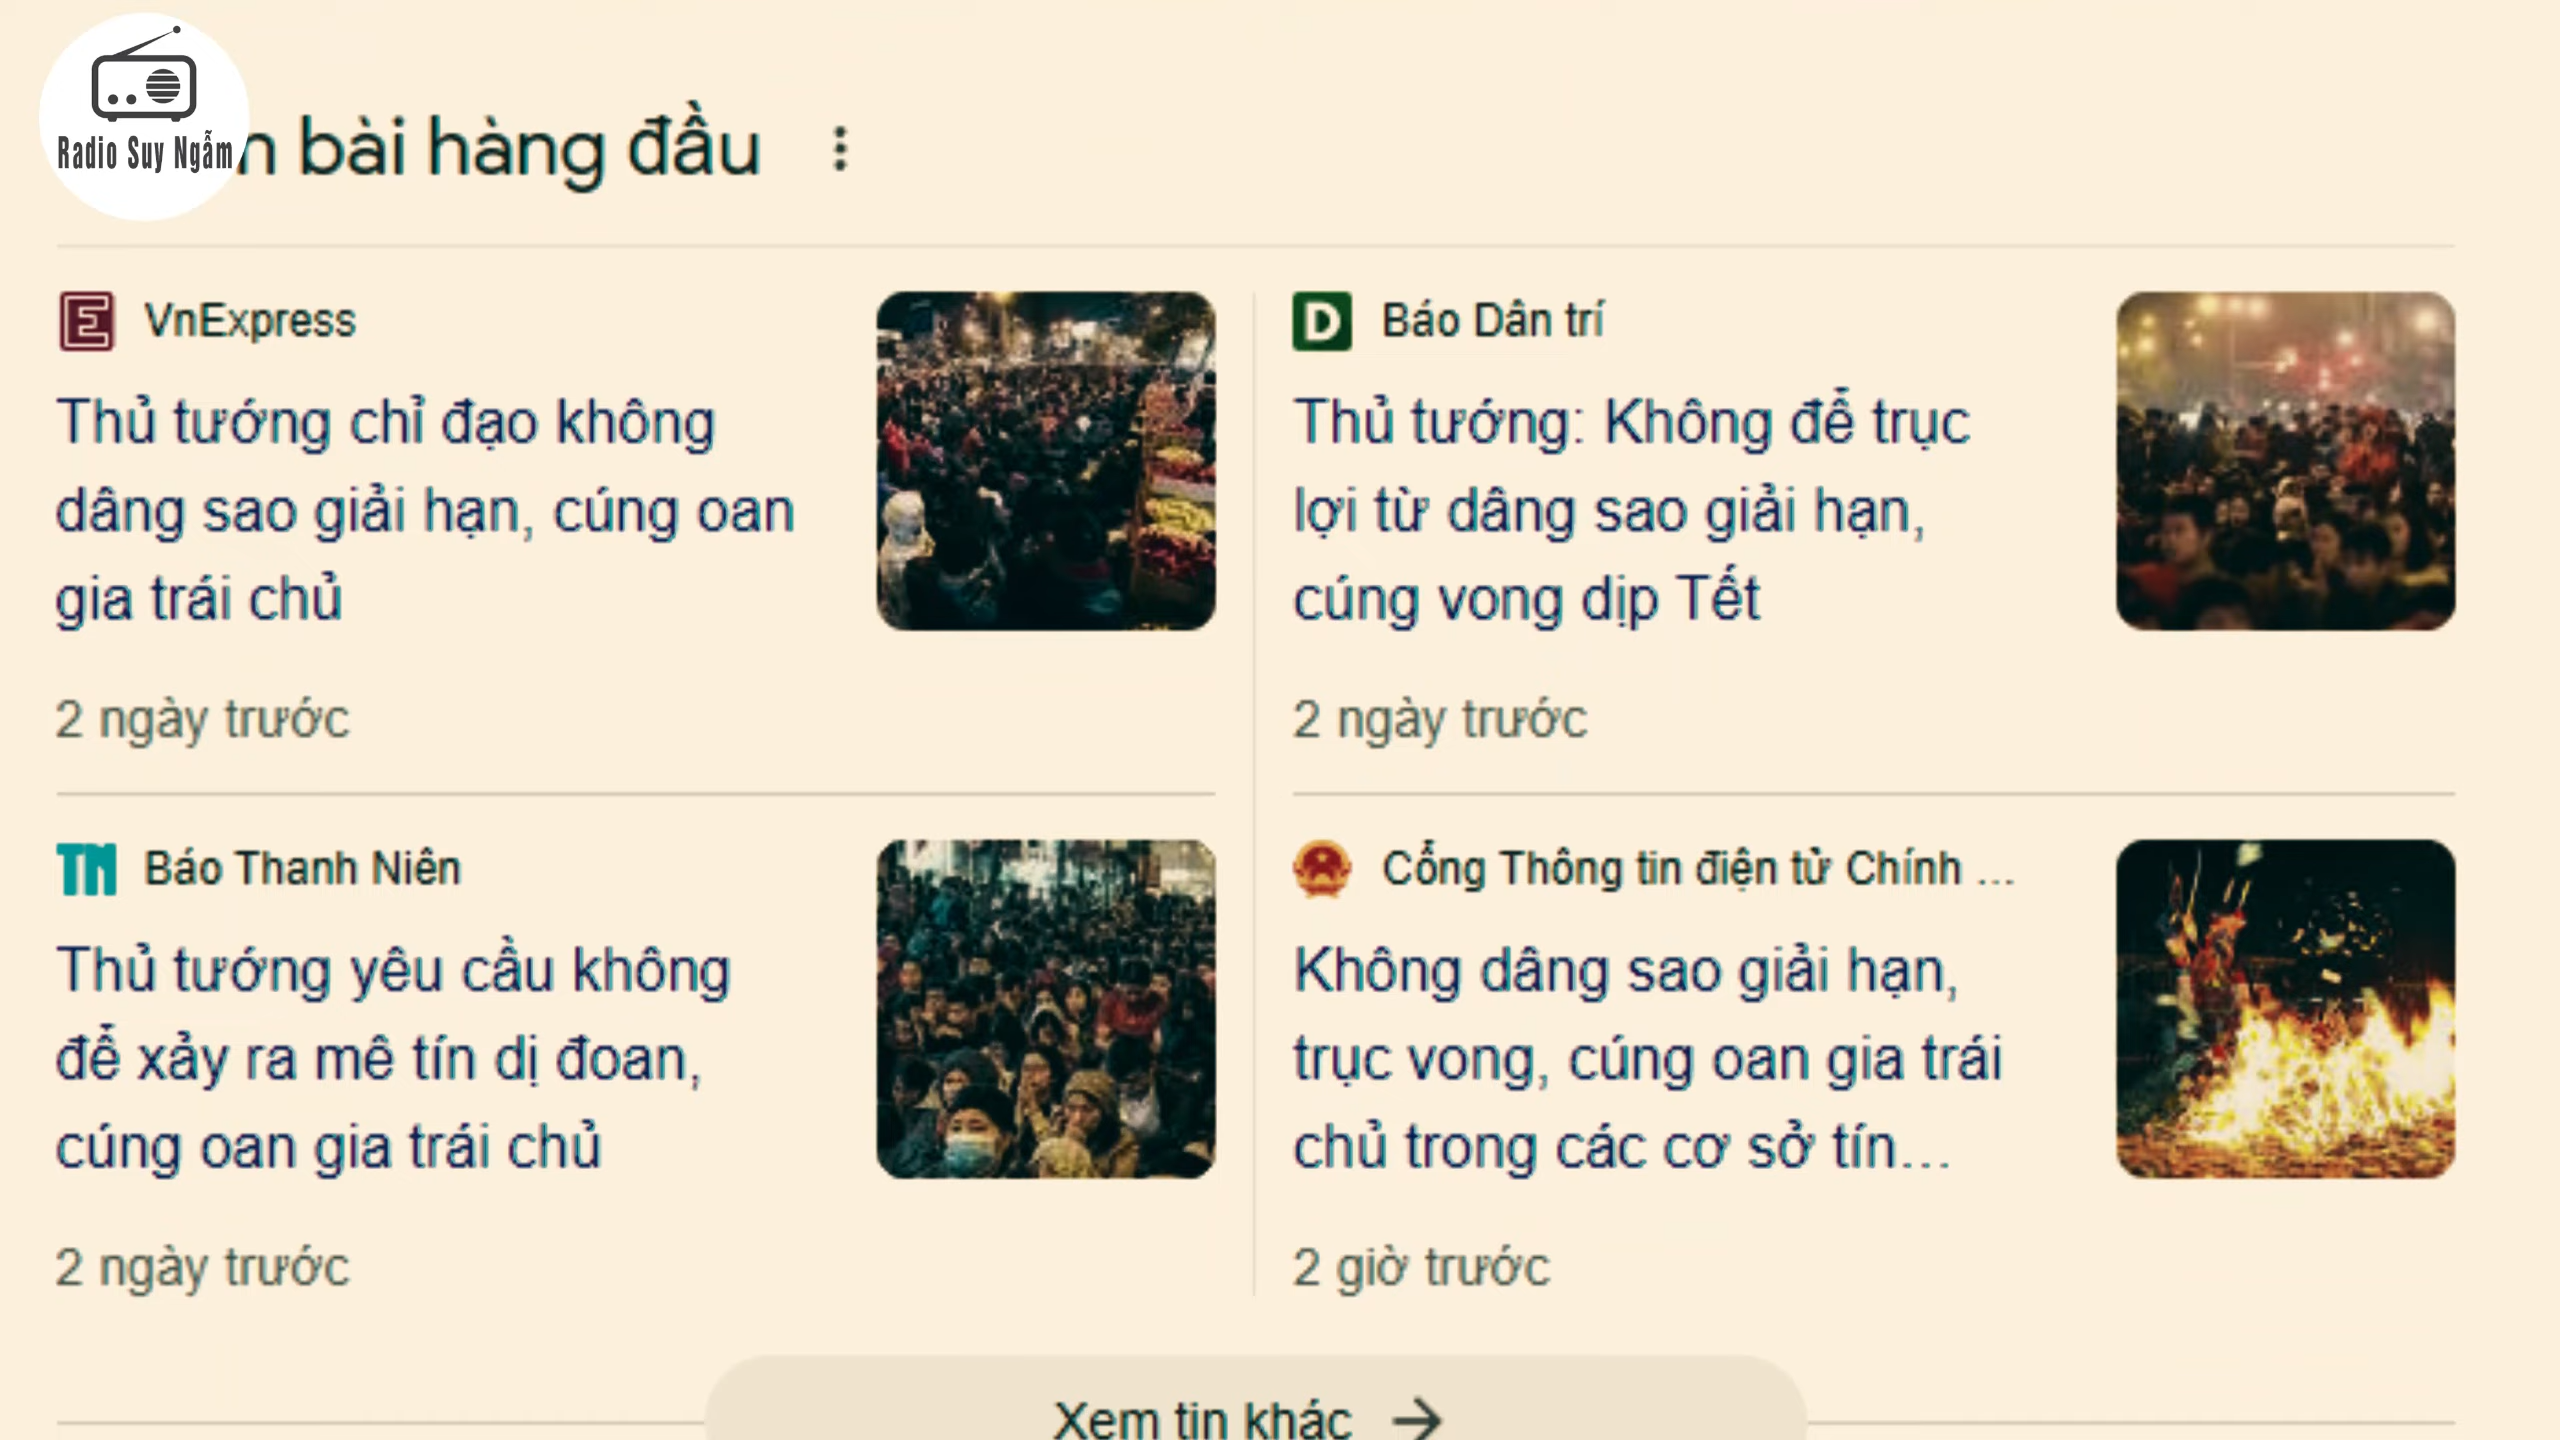 Radio Suy Ngẫm
n bài hàng đầu
VnExpress
Thủ tướng chỉ đạo không
dâng sao giải hạn, cúng oan
gia trái chủ
2 ngày trước
Báo Dân trí
Thủ tướng: Không để trục
lợi từ dâng sao giải hạn,
cúng vong dịp Tết
2 ngày trước
Báo Thanh Niên
Thủ tướng yêu cầu không
để xảy ra mê tín dị đoan,
cúng oan gia trái chủ
2 ngày trước
Cổng Thông tin điện tử Chính ...
Không dâng sao giải hạn,
trục vong, cúng oan gia trái
chủ trong các cơ sở tín...
2 giờ trước
Xem tin khác